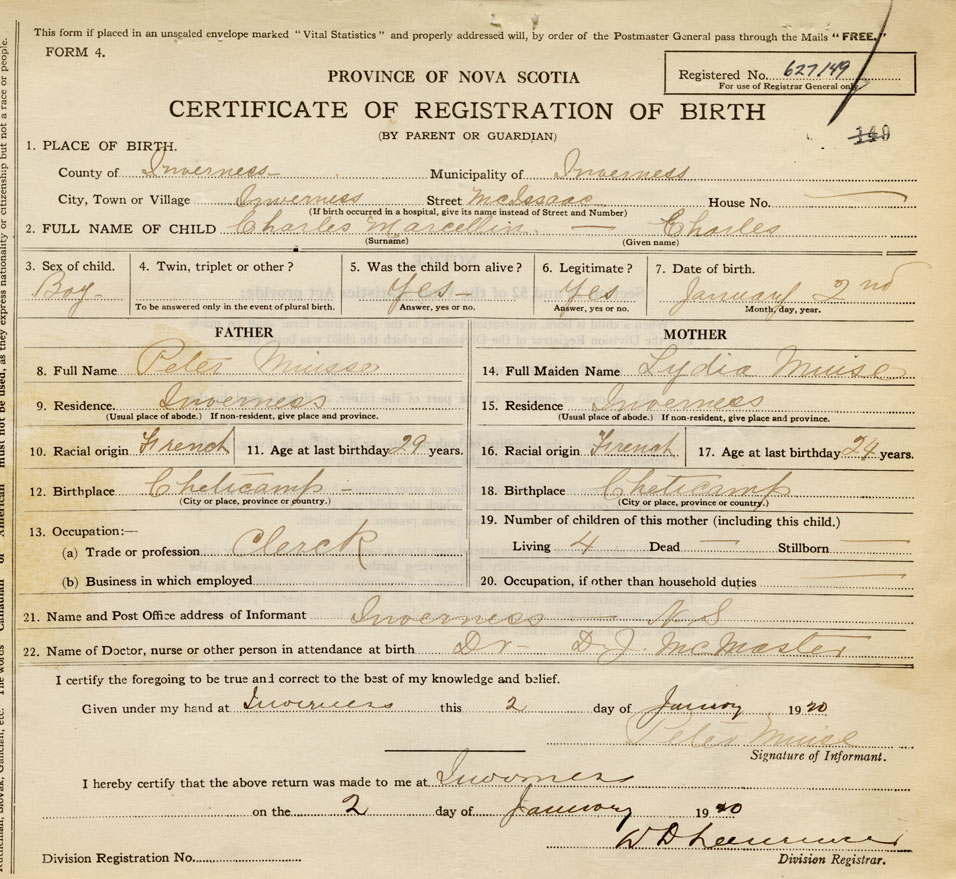 This form if placed in an unsealed envelope marked "Vital Statistics" and properly addressed will, by order of the Postmaster General pass through the Mails "FREE."
FORM 4.
Registered No. 627149
For use of Registrar General only
PROVINCE OF NOVA SCOTIA
CERTIFICATE OF REGISTRATION OF BIRTH
(BY PARENT OR GUARDIAN)
1. PLACE OF BIRTH.
County of Inverness Municipality of Inverness
City, Town or Village Inverness Street McIssaac House No.
(If birth occurred in a hospital, give its name instead of Street and Number)
2. FULL NAME OF CHILD Charles Marcellin — Charles
(Surname) (Given name)
3. Sex of child. 4. Twin, triplet or other? 5. Was the child born alive? 6. Legitimate? 7. Date of birth.
Boy Yes Yes January 2nd
To be answered only in the event of plural birth. Answer, yes or no. Answer, yes or no. Month, day, year.
FATHER MOTHER
8. Full Name Peter 14. Full Maiden Name Lydia Muise
9. Residence. Inverness 15. Residence Inverness
(Usual place of abode.) If non-resident, give place and province. (Usual place of abode.) If non-resident, give place and province.
10. Racial origin French 11. Age at last birthday 29 years. 16. Racial origin French 17. Age at last birthday 24 years.
12. Birthplace Cheticamp 18. Birthplace Cheticamp
(City or place, province or country.) (City or place, province or country.)
13. Occupation:— 19. Number of children of this mother (including this child.)
(a) Trade or profession Clerck Living 4 Dead — Stillborn —
(b) Business in which employed 20. Occupation, if other than household duties —
21. Name and Post Office address of Informant Inverness — N S
22. Name of Doctor, nurse or other person in attendance at birth Dr - D. J. McMaster
I certify the foregoing to be true and correct to the best of my knowledge and belief.
Given under my hand at Inverness this 2 day of January 1920
Peter Muise
Signature of Informant.
I hereby certify that the above return was made to me at Inverness
on the 2 day of January 1920
Division Registration No.
Division Registrar.